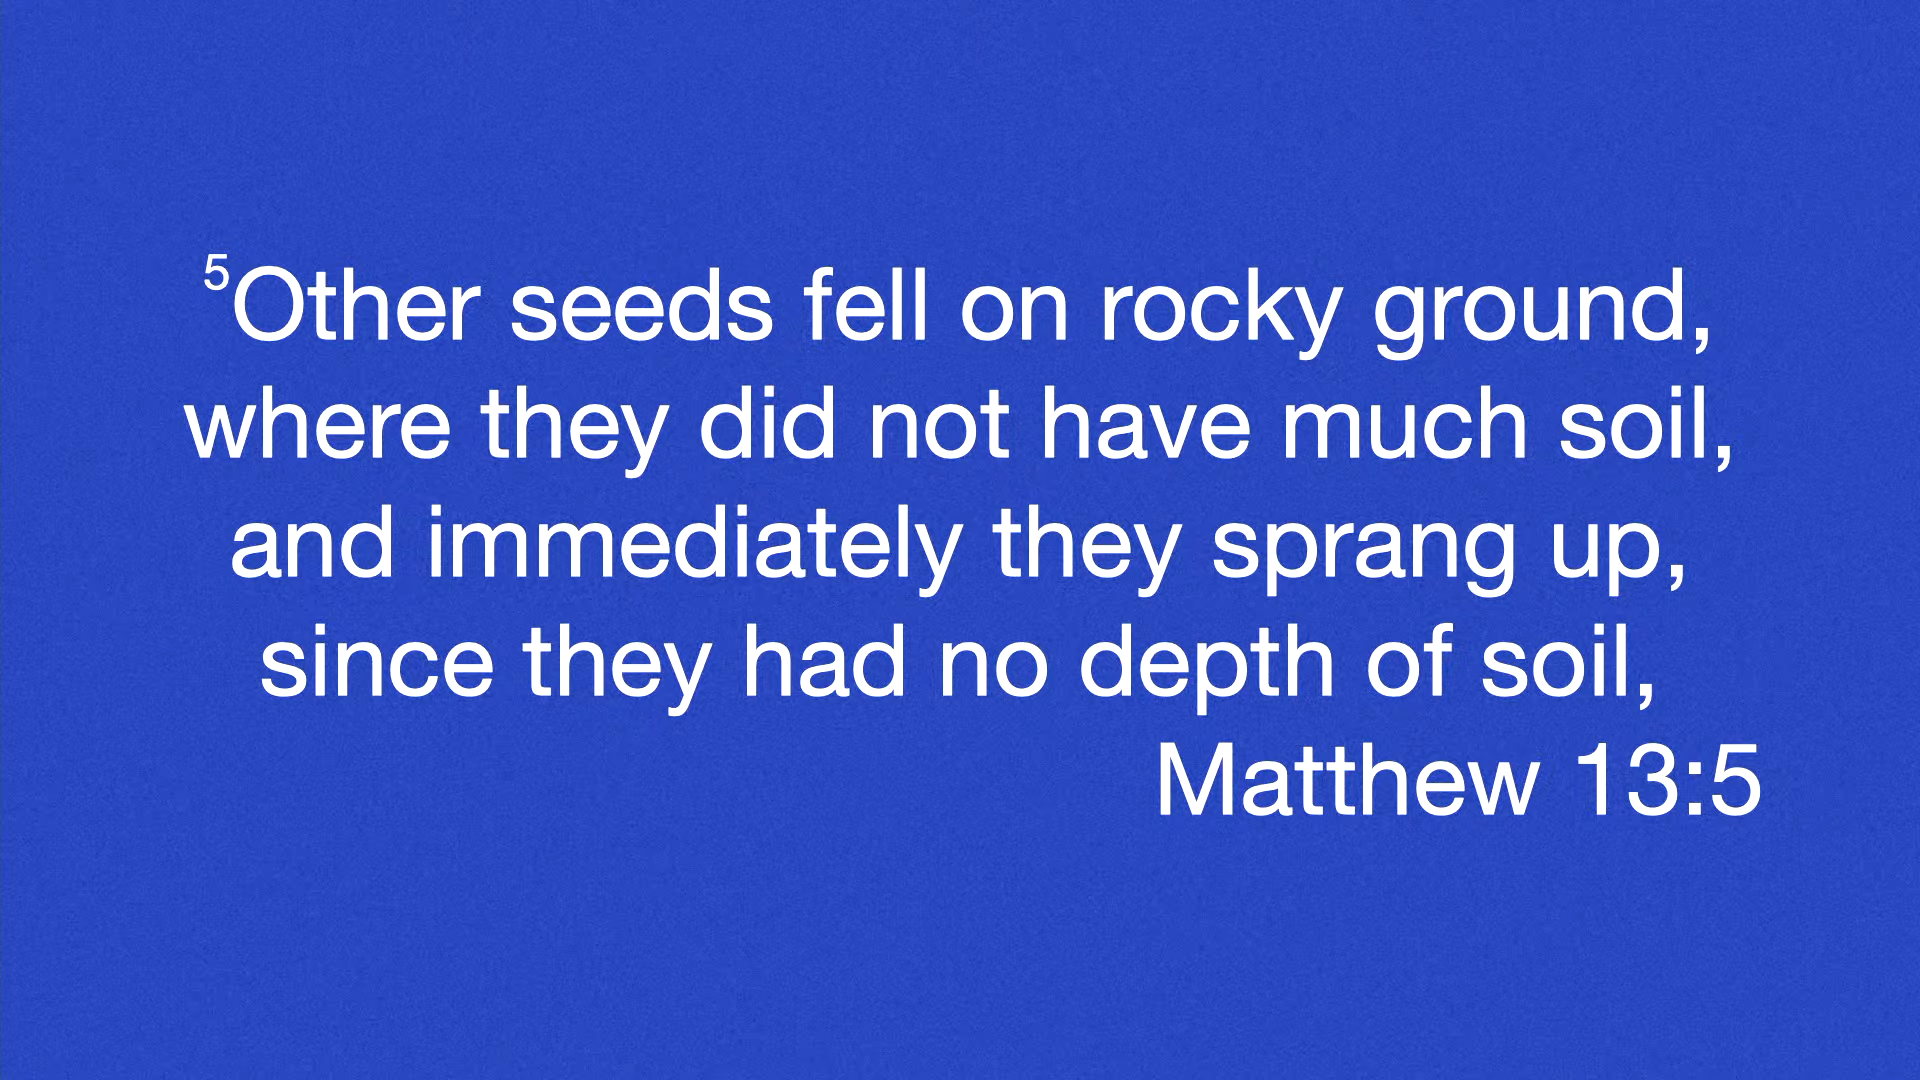 ⁵Other seeds fell on rocky ground,
where they did not have much soil,
and immediately they sprang up,
since they had no depth of soil,
Matthew 13:5